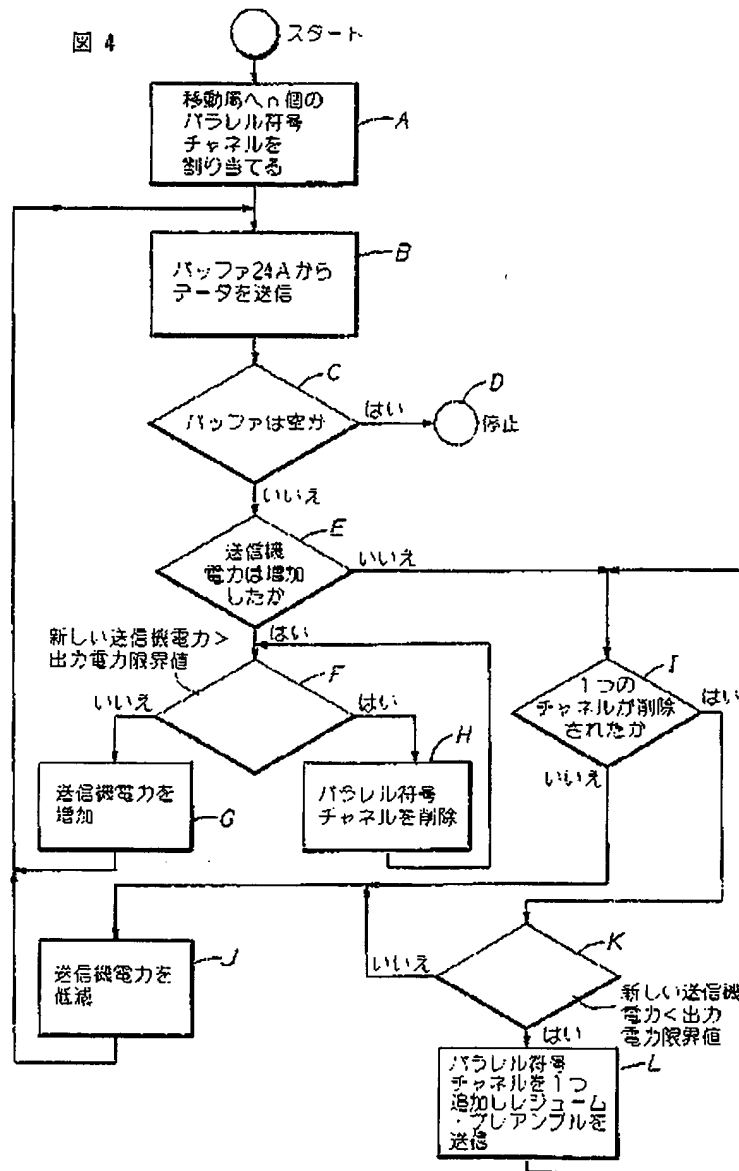 図 4
スタート
移動局へn個の
パラレル符号
チャネルを
割り当てる
A
B
バッファ24Aから
データを送信
C
バッファは空か
はい
D
停止
いいえ
E
送信機
電力は増加
したか
いいえ
はい
新しい送信機電力>
出力電力限界値
F
いいえ
はい
I
1つの
チャネルが削除
されたか
はい
いいえ
送信機電力を
増加
G
H
パラレル符号
チャネルを削除
送信機電力を
低減
J
K
いいえ
新しい送信機
電力<出力
電力限界値
はい
L
パラレル符号
チャネルを1つ
追加しレジューム
・プレアンブルを
送信